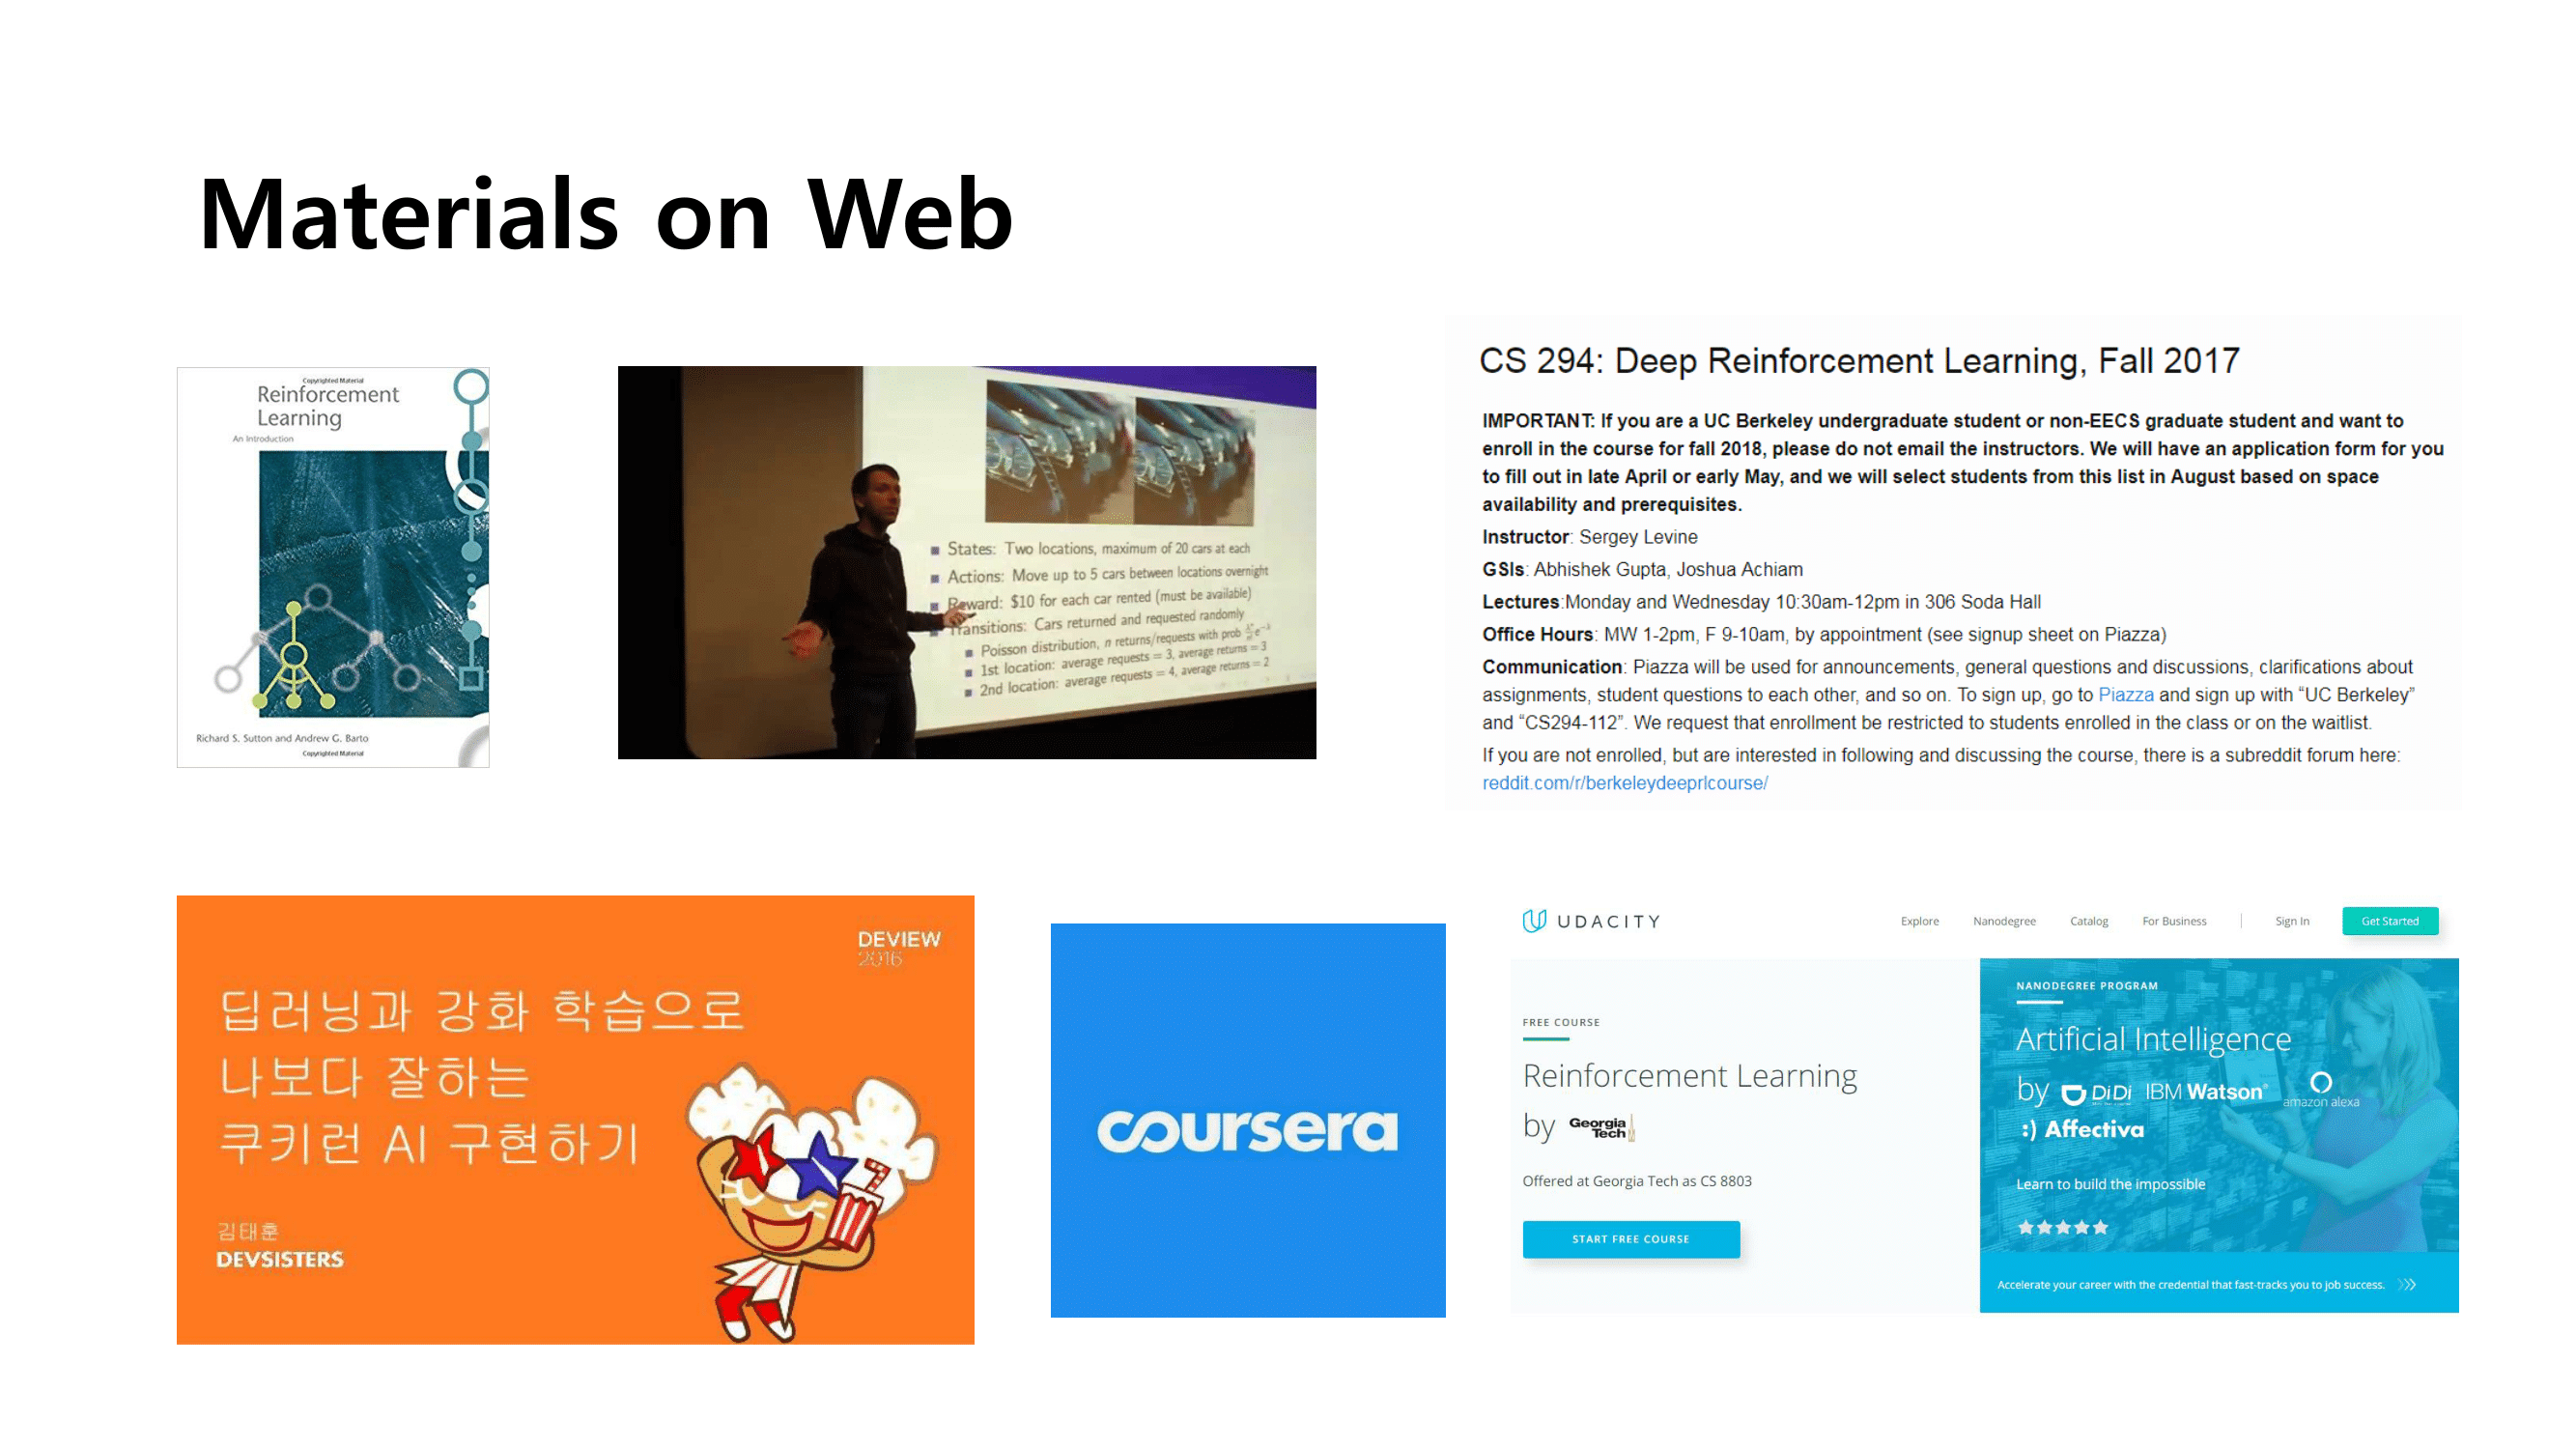 Materials on Web
Copyrighted Material
Reinforcement
Learning
An Introduction
Richard S. Sutton and Andrew G. Barto
Copyrighted Material
States: Two locations, maximum of 20 cars at each
Actions: Move up to 5 cars between locations overnight
Reward: $10 for each car rented (must be available)
Transitions: Cars returned and requested randomly
Poisson distribution, n returns/requests with prob
1st location: average requests = 3, average returns = 3
2nd location: average requests = 4, average returns = 2
CS 294: Deep Reinforcement Learning, Fall 2017
IMPORTANT: If you are a UC Berkeley undergraduate student or non-EECS graduate student and want to
enroll in the course for fall 2018, please do not email the instructors. We will have an application form for you
to fill out in late April or early May, and we will select students from this list in August based on space
availability and prerequisites.
Instructor: Sergey Levine
GSIs: Abhishek Gupta, Joshua Achiam
Lectures:Monday and Wednesday 10:30am-12pm in 306 Soda Hall
Office Hours: MW 1-2pm, F 9-10am, by appointment (see signup sheet on Piazza)
Communication: Piazza will be used for announcements, general questions and discussions, clarifications about
assignments, student questions to each other, and so on. To sign up, go to Piazza and sign up with “UC Berkeley”
and “CS294-112”. We request that enrollment be restricted to students enrolled in the class or on the waitlist.
If you are not enrolled, but are interested in following and discussing the course, there is a subreddit forum here:
reddit.com/r/berkeleydeeprlcourse/
DEVIEW
2016
딥러닝과 강화 학습으로
나보다 잘하는
쿠키런 AI 구현하기
김태훈
DEVSISTERS
coursera
UDACITY
Explore Nanodegree Catalog For Business Sign In Get Started
FREE COURSE
Reinforcement Learning
by Georgia Tech
Offered at Georgia Tech as CS 8803
START FREE COURSE
NANODEGREE PROGRAM
Artificial Intelligence
by DiDi IBM Watson amazon alexa
:) Affectiva
Learn to build the impossible
Accelerate your career with the credential that fast-tracks you to job success.